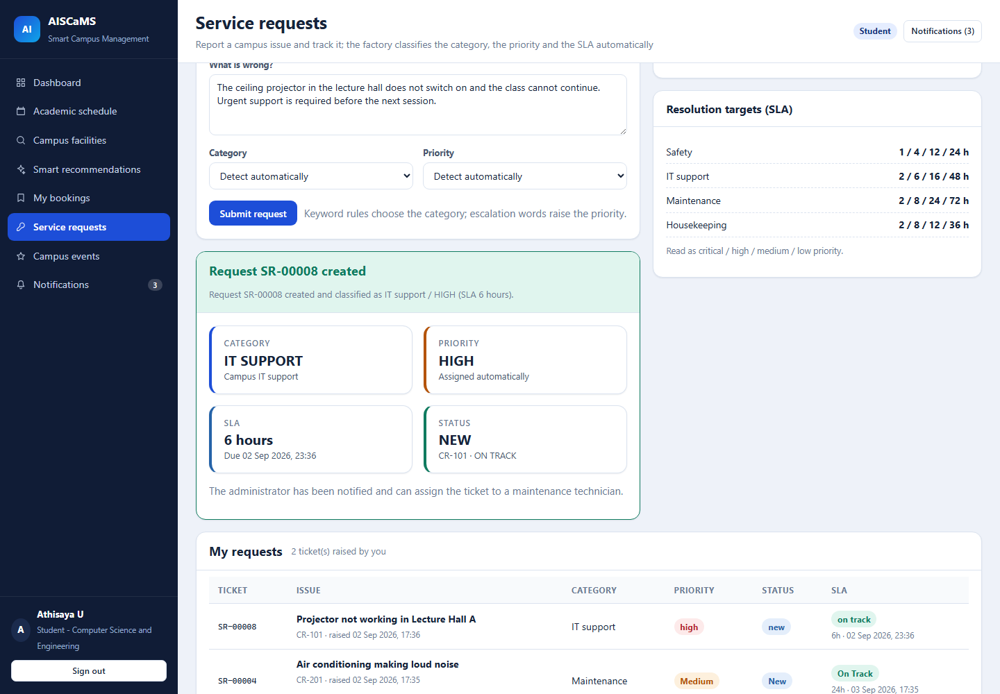 AI
AISCaMS
Smart Campus Management
Dashboard
Academic schedule
Campus facilities
Smart recommendations
My bookings
Service requests
Campus events
Notifications
3
A
Athisaya U
Student - Computer Science and
Engineering
Sign out
Service requests
Report a campus issue and track it; the factory classifies the category, the priority and the SLA automatically
Student
Notifications (3)
What is wrong?
The ceiling projector in the lecture hall does not switch on and the class cannot continue.
Urgent support is required before the next session.
Category
Priority
Detect automatically
Detect automatically
Submit request
Keyword rules choose the category; escalation words raise the priority.
Request SR-00008 created
Request SR-00008 created and classified as IT support / HIGH (SLA 6 hours).
CATEGORY
IT SUPPORT
Campus IT support
PRIORITY
HIGH
Assigned automatically
SLA
6 hours
Due 02 Sep 2026, 23:36
STATUS
NEW
CR-101 · ON TRACK
The administrator has been notified and can assign the ticket to a maintenance technician.
Resolution targets (SLA)
Safety 1 / 4 / 12 / 24 h
IT support 2 / 6 / 16 / 48 h
Maintenance 2 / 8 / 24 / 72 h
Housekeeping 2 / 8 / 12 / 36 h
Read as critical / high / medium / low priority.
My requests 2 ticket(s) raised by you
TICKET ISSUE CATEGORY PRIORITY STATUS SLA
SR-00008
Projector not working in Lecture Hall A
CR-101 · raised 02 Sep 2026, 17:36
IT support
high
new
on track
6h · 02 Sep 2026, 23:36
SR-00004
Air conditioning making loud noise
CR-201 · raised 02 Sep 2026, 17:35
Maintenance
Medium
New
On Track
24h · 03 Sep 2026, 17:35